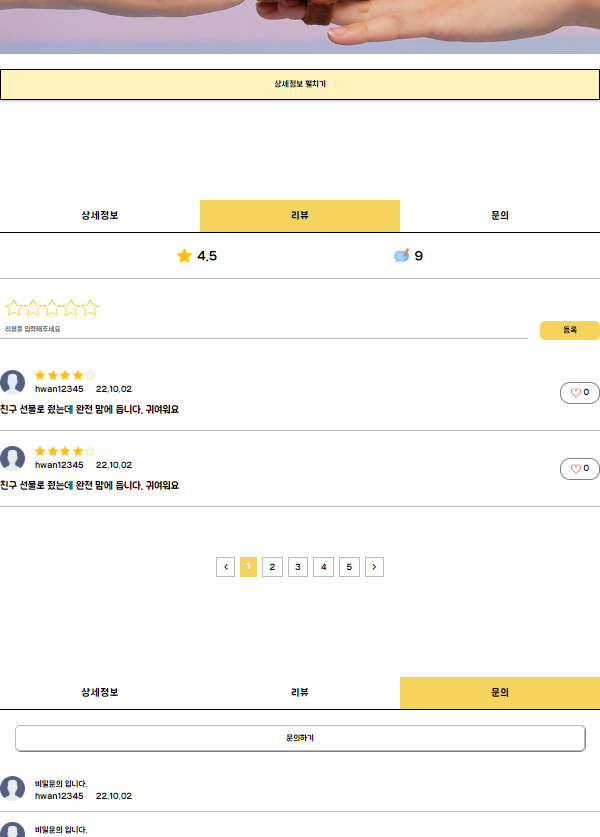 상세정보 펼치기
상세정보 리뷰 문의
4.5 9
리뷰를 입력해주세요 등록
hwan12345 22.10.02
0
친구 선물로 줬는데 완전 맘에 듭니다. 귀여워요
hwan12345 22.10.02
0
친구 선물로 줬는데 완전 맘에 듭니다. 귀여워요
< 1 2 3 4 5 >
상세정보 리뷰 문의
문의하기
비밀문의 입니다.
hwan12345 22.10.02
비밀문의 입니다.